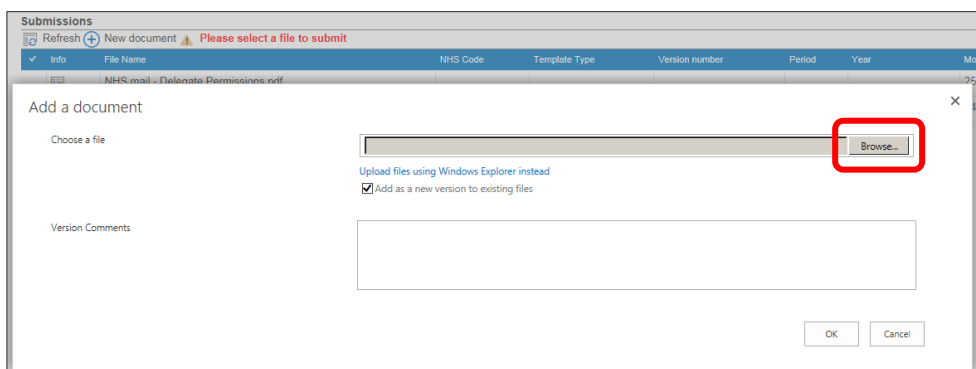 Submissions
Refresh New document Please select a file to submit
Info File Name NHS Code Template Type Version number Period Year Mo
NHS mail - Delegate Permissions.pdf 25
Add a document
Choose a file Browse...
Upload files using Windows Explorer instead
Add as a new version to existing files
Version Comments
OK Cancel